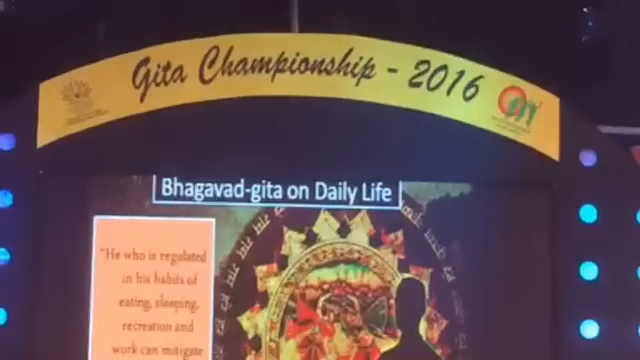 Gita Championship - 2016
Bhagavad-gita on Daily Life
"He who is regulated
in his habits of
eating, sleeping,
recreation and
work can mitigate